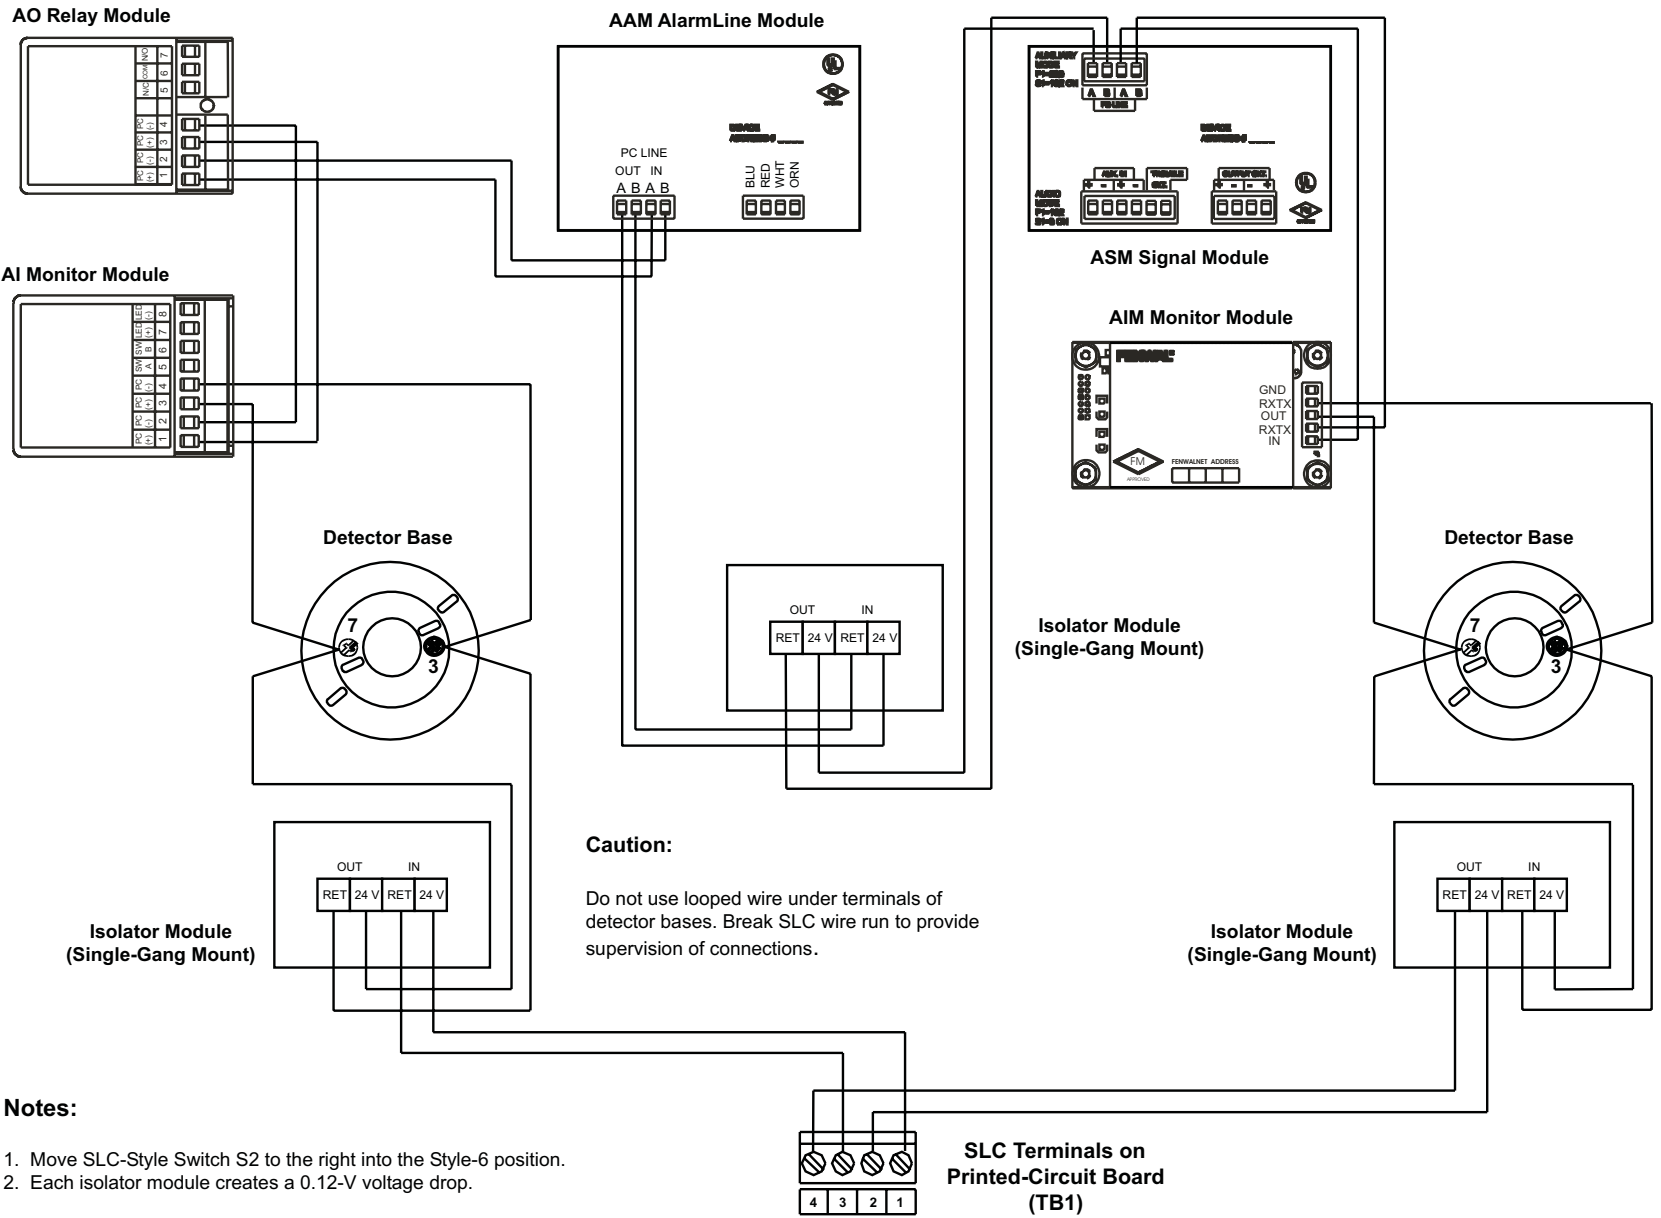 AO Relay Module
N/O 7
COM 6
N/C 5
PC (-) 4
PC (+) 3
PC (-) 2
PC (+) 1
AAM AlarmLine Module
UL
PC LINE
OUT IN
A B A B
BLU
RED
WHT
ORN
A B A B
ASM Signal Module
AI Monitor Module
LED (-) 8
LED (+) 7
SW B 6
SW A 5
PC (-) 4
PC (+) 3
PC (-) 2
PC (+) 1
AIM Monitor Module
GND
RXTX
OUT
RXTX
IN
FM
APPROVED
FENWALNET ADDRESS
Detector Base
7
3
Detector Base
7
3
OUT IN
RET 24 V RET 24 V
Isolator Module
(Single-Gang Mount)
OUT IN
RET 24 V RET 24 V
Isolator Module
(Single-Gang Mount)
Caution:
Do not use looped wire under terminals of
detector bases. Break SLC wire run to provide
supervision of connections.
OUT IN
RET 24 V RET 24 V
Isolator Module
(Single-Gang Mount)
Notes:
1. Move SLC-Style Switch S2 to the right into the Style-6 position.
2. Each isolator module creates a 0.12-V voltage drop.
4 3 2 1
SLC Terminals on
Printed-Circuit Board
(TB1)